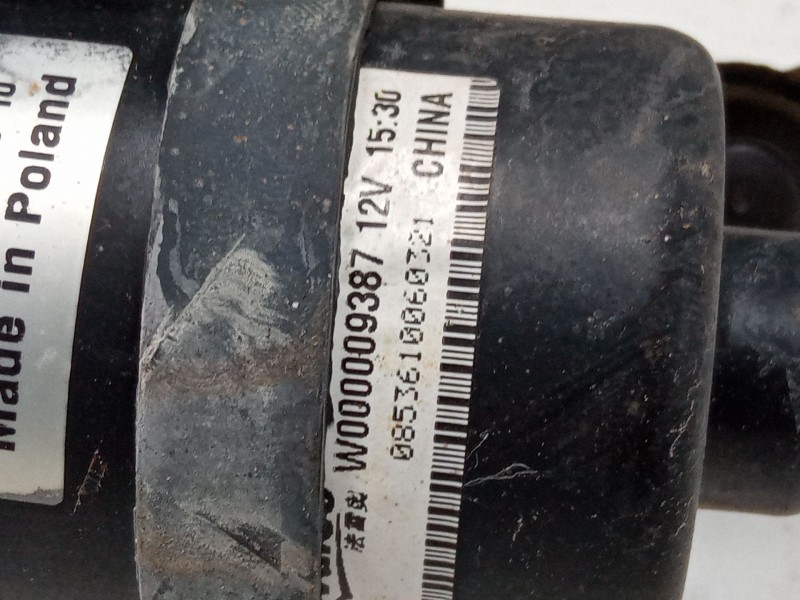 Made in Poland
法雷奥 W000009387 12V 15:30
0853610060321 CHINA